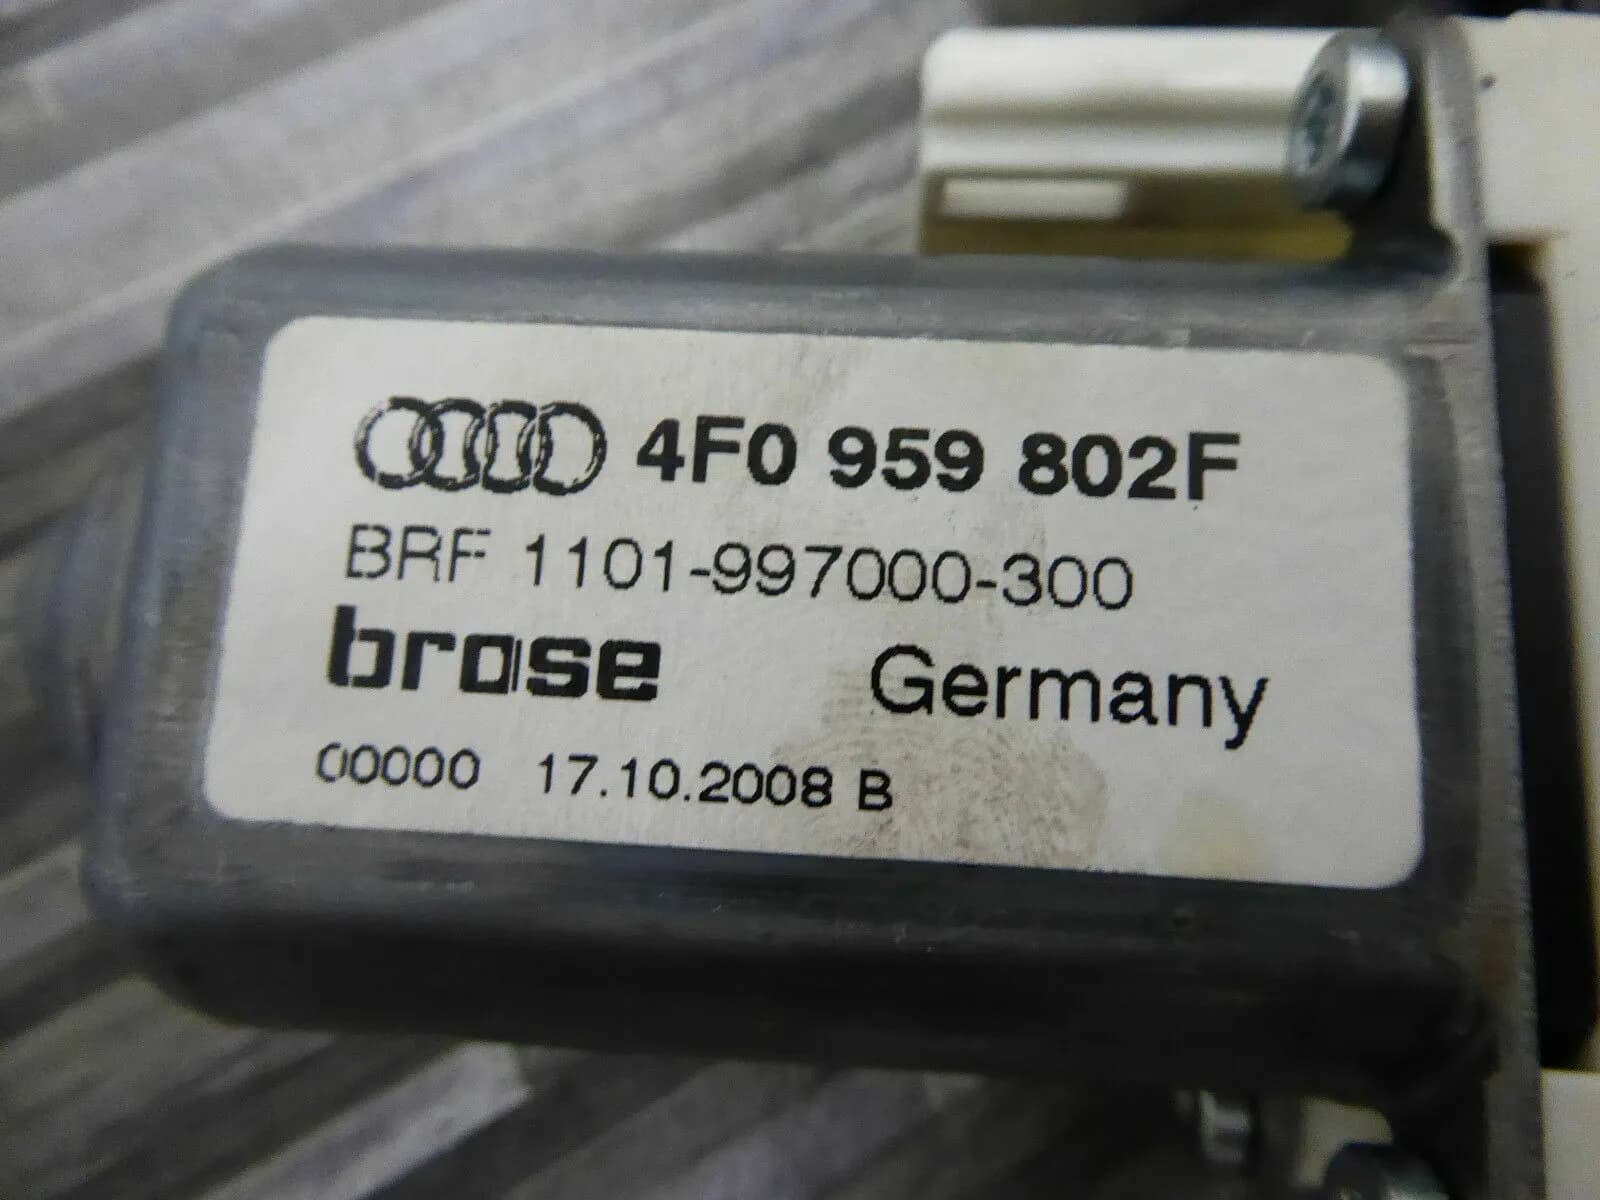 4F0 959 802F
BRF 1101-997000-300
brose Germany
00000 17.10.2008 B